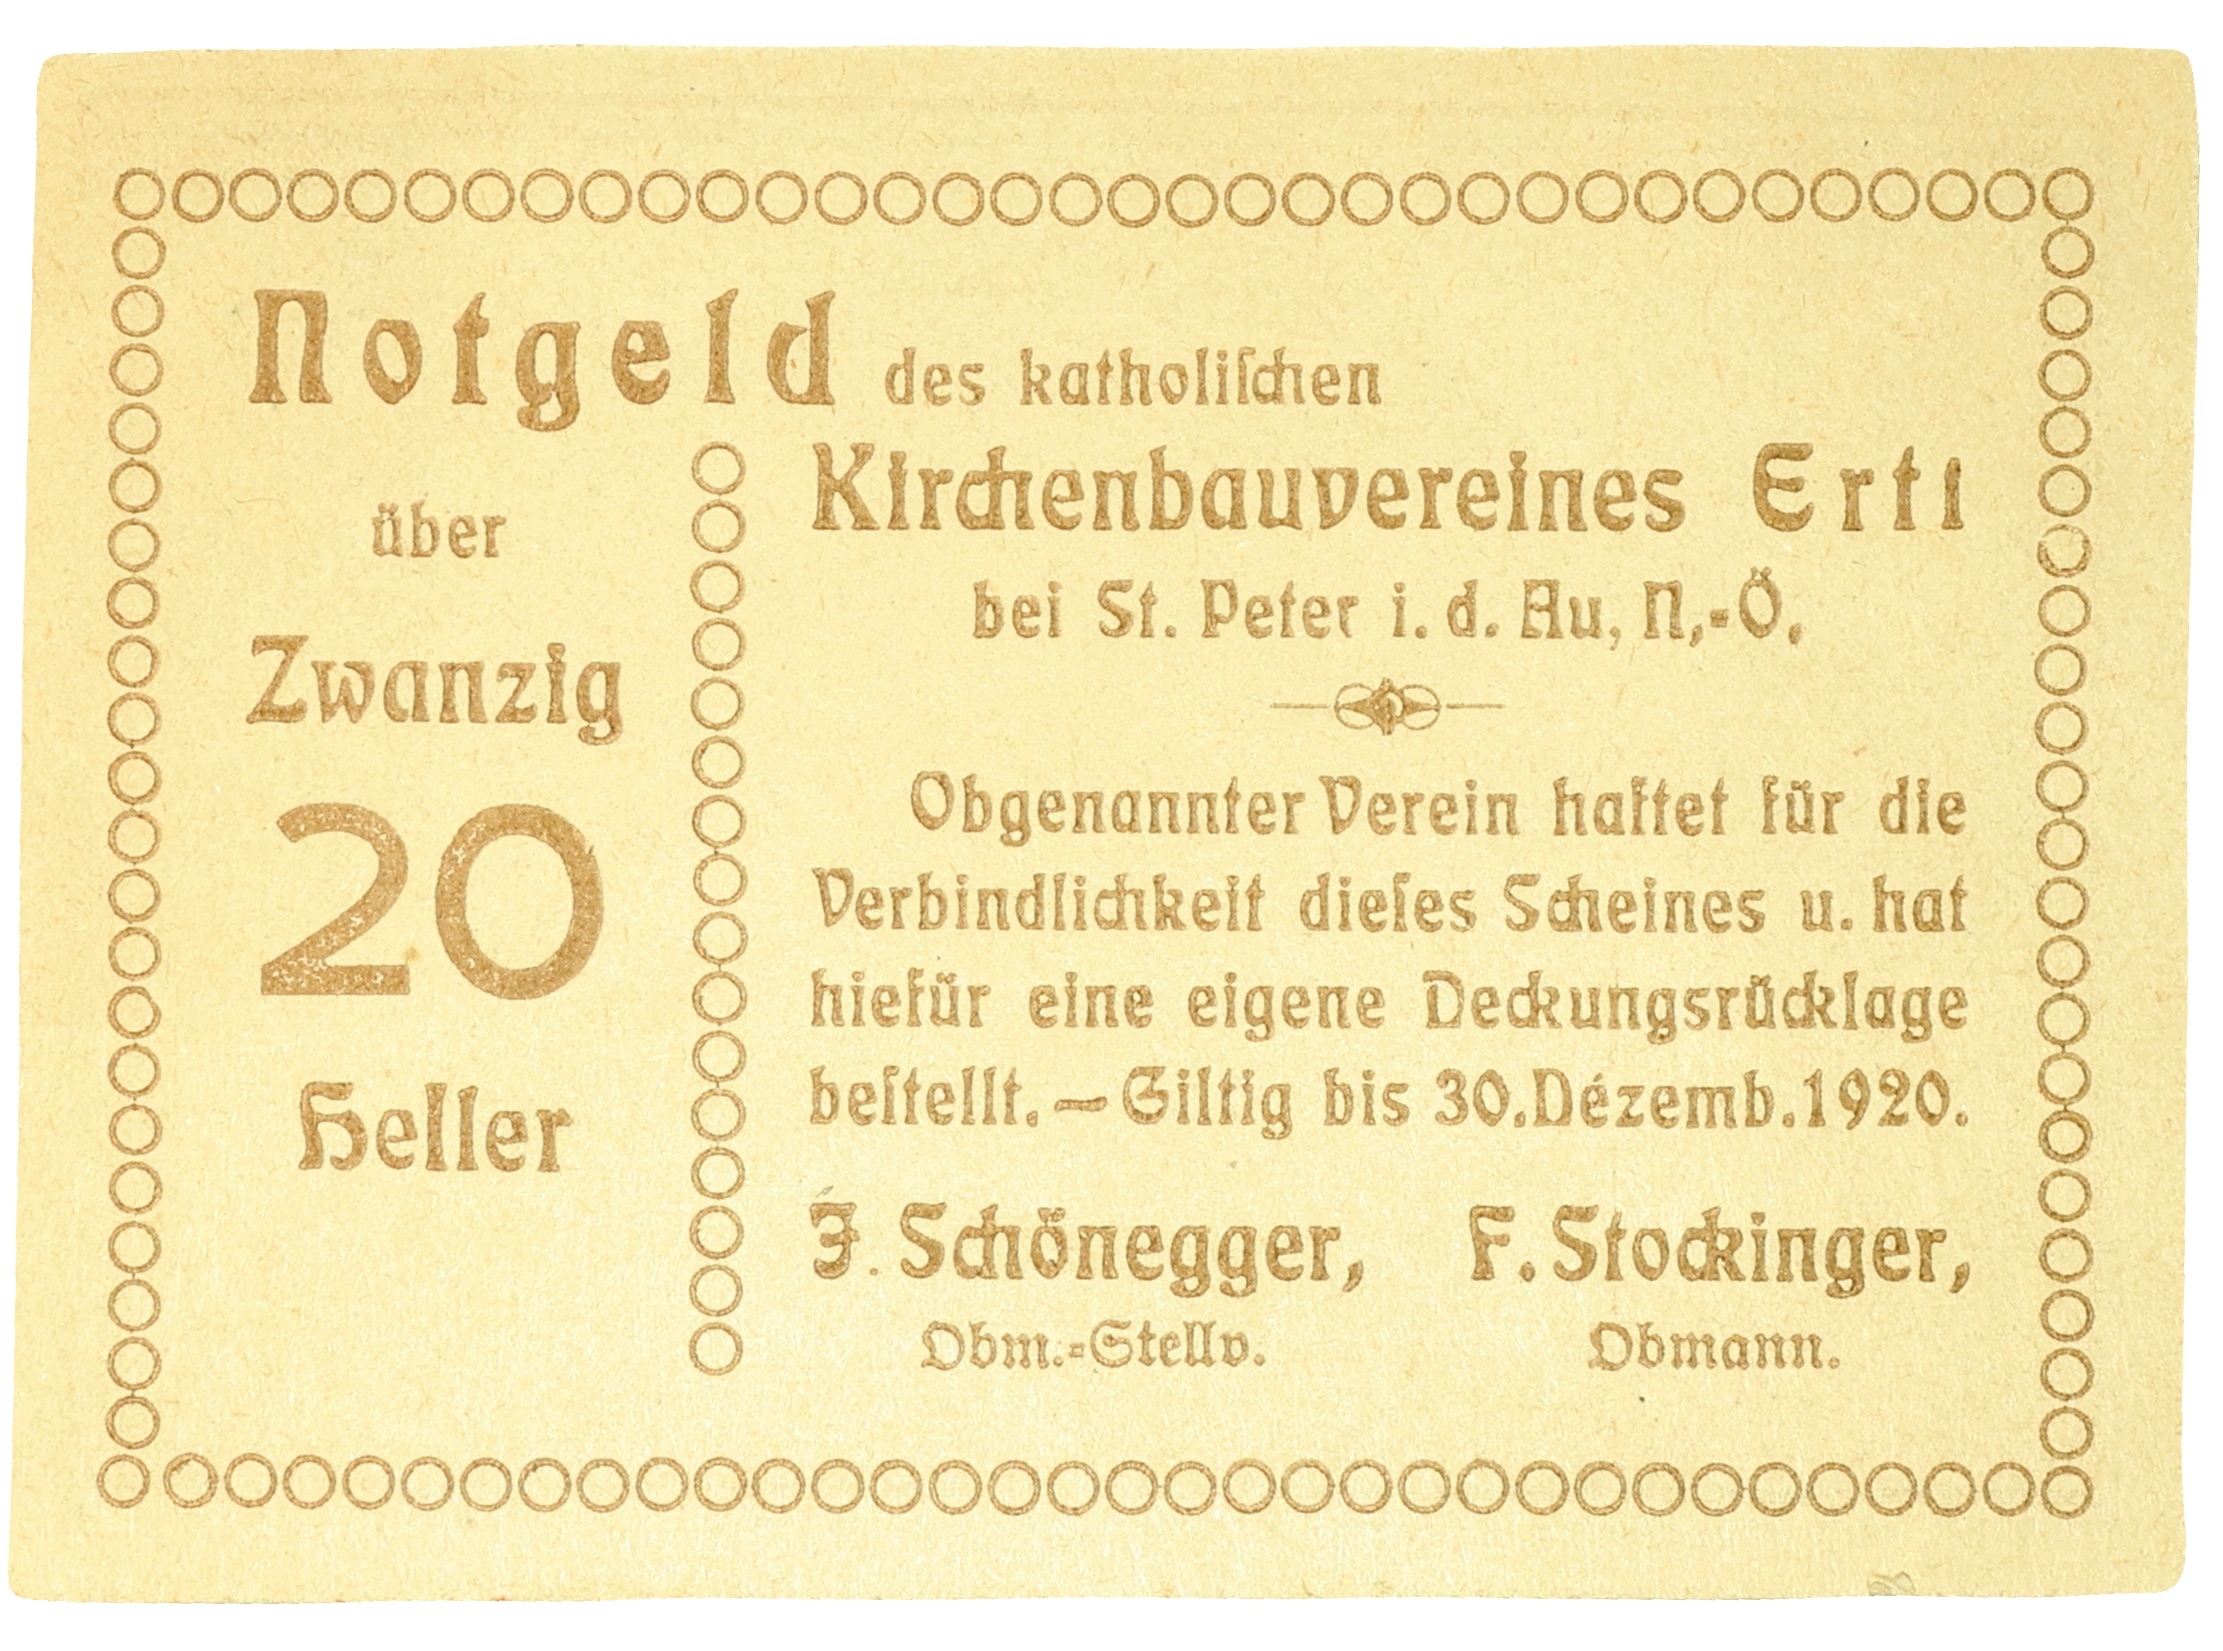 Notgeld des katholiſchen
Kirchenbauvereines Ertl
bei St. Peter i. d. Au, N,-Ö.
über
Zwanzig
20
Heller
Obgenannter Verein haftet für die
Verbindlichkeit dieſes Scheines u. hat
hiefür eine eigene Deckungsrücklage
beſtellt. — Giltig bis 30. Dézemb. 1920.
J. Schönegger, F. Stockinger,
Obm.-Stellv. Obmann.